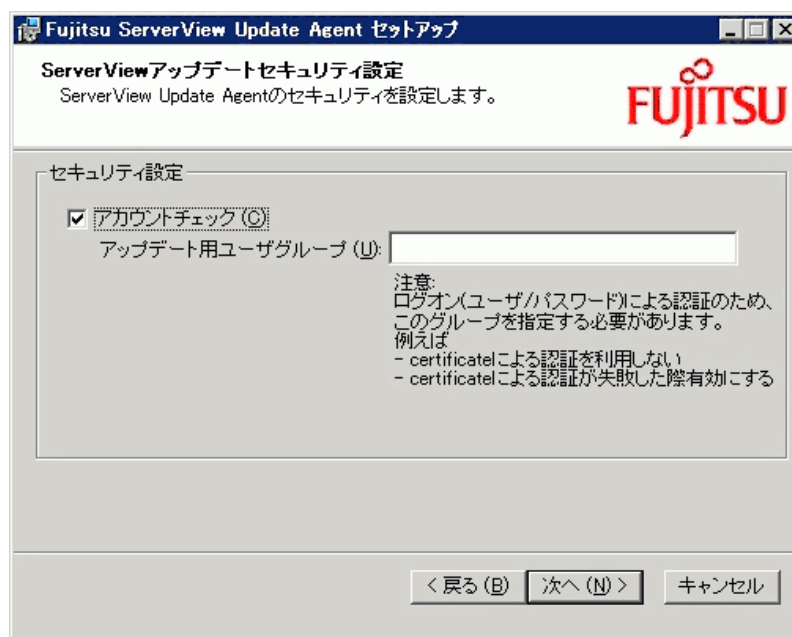 Fujitsu ServerView Update Agent セットアップ
ServerViewアップデートセキュリティ設定
ServerView Update Agentのセキュリティを設定します。
FUJITSU
セキュリティ設定
アカウントチェック(C)
アップデート用ユーザグループ(U):
注意:
ログオン(ユーザ/パスワード)による認証のため、
このグループを指定する必要があります。
例えば
- certificateによる認証を利用しない
- certificateによる認証が失敗した際有効にする
< 戻る(B) 次へ(N) > キャンセル